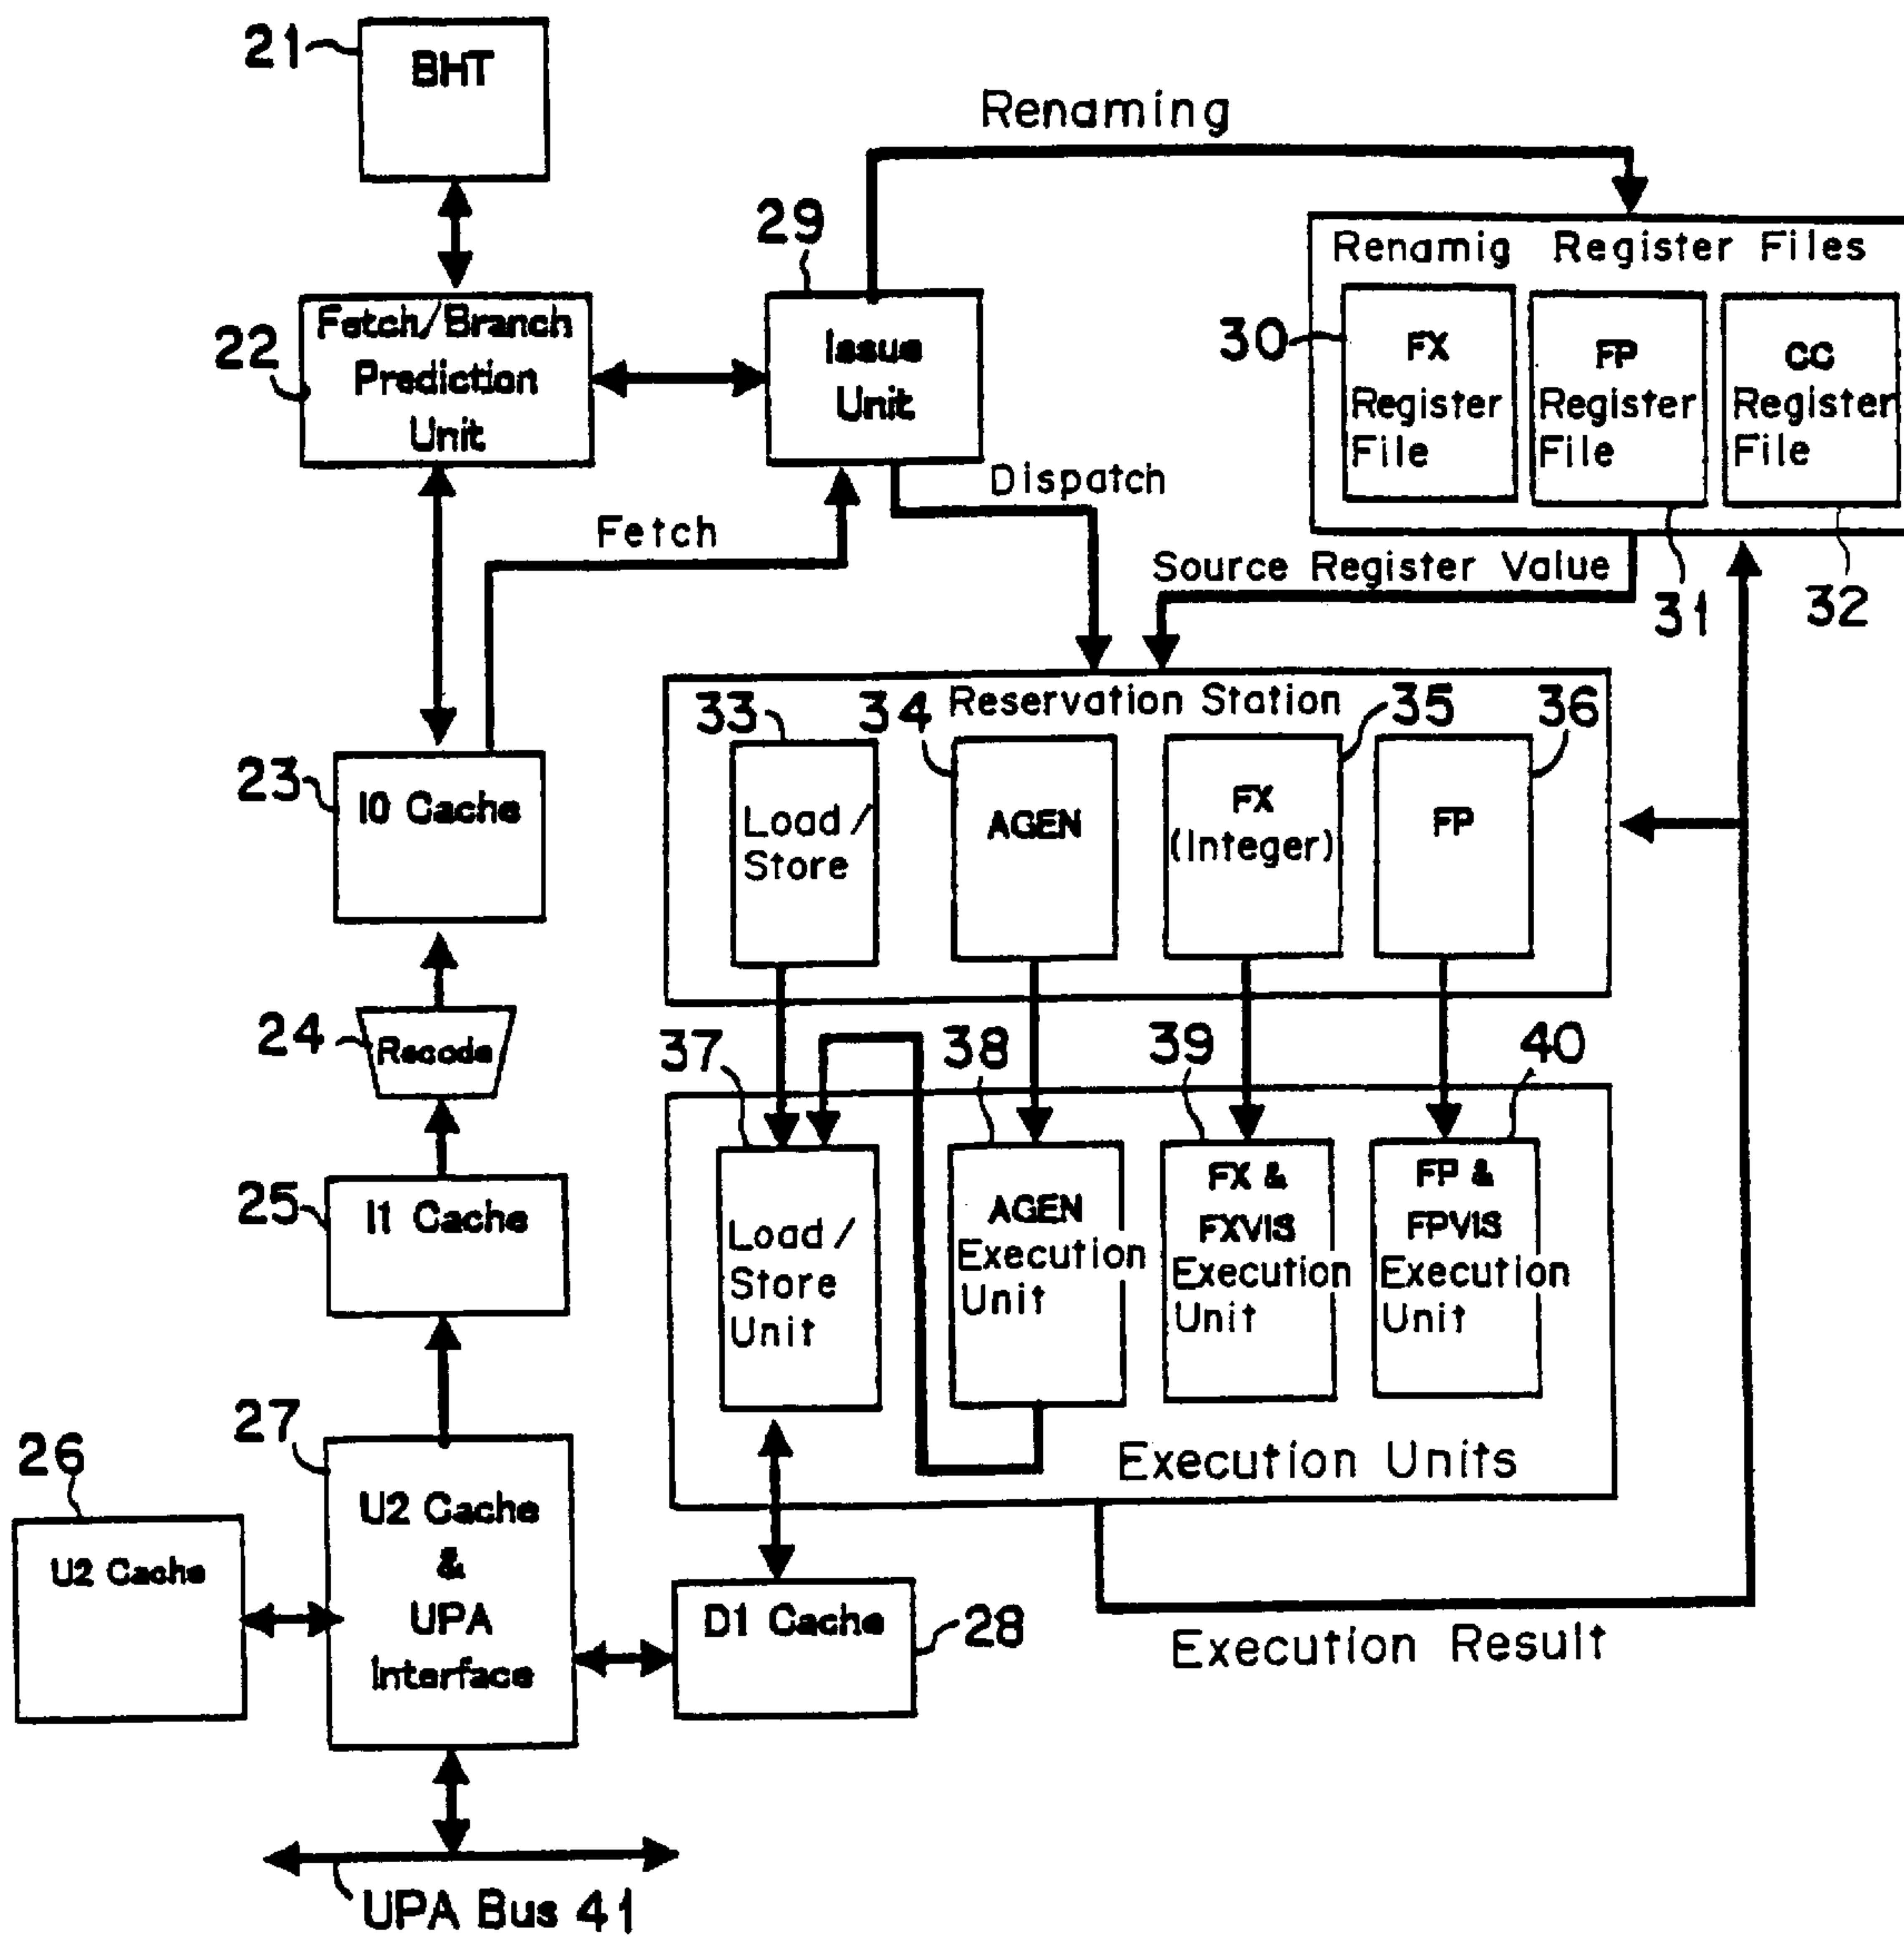 21
BHT
Renaming
29
Renamig Register Files
22
Fetch/Branch
Prediction
Unit
Issue
Unit
30
FX
Register
File
FP
Register
File
CC
Register
File
Dispatch
Fetch
Source Register Value
31
32
33
34
Reservation Station
35
36
23
I0 Cache
Load /
Store
AGEN
FX
(Integer)
FP
24
Recode
37
38
39
40
25
I1 Cache
Load /
Store
Unit
AGEN
Execution
Unit
FX &
FXVIS
Execution
Unit
FP &
FPVIS
Execution
Unit
Execution Units
26
27
U2 Cache
U2 Cache
&
UPA
Interface
D1 Cache
28
Execution Result
UPA Bus 41